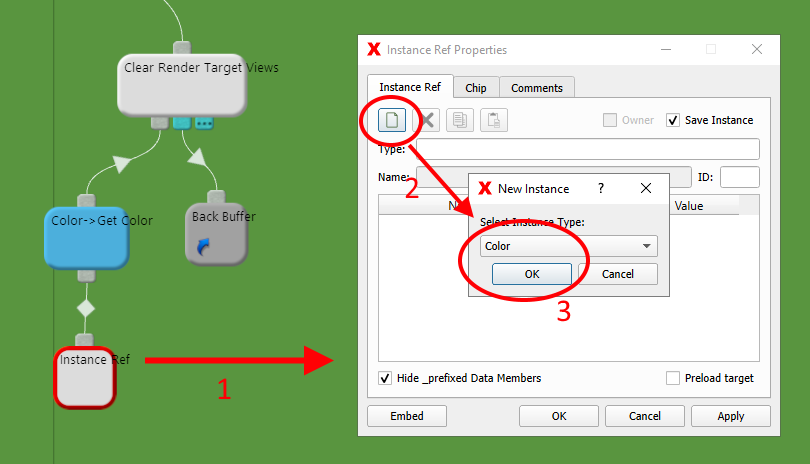 Clear Render Target Views
Color->Get Color
Back Buffer
Instance Ref
1
Instance Ref Properties
Instance Ref
Chip
Comments
Owner
Save Instance
Type:
2
Name:
ID:
N
Value
New Instance
?
Select Instance Type:
Color
OK
Cancel
3
Hide _prefixed Data Members
Preload target
Embed
OK
Cancel
Apply